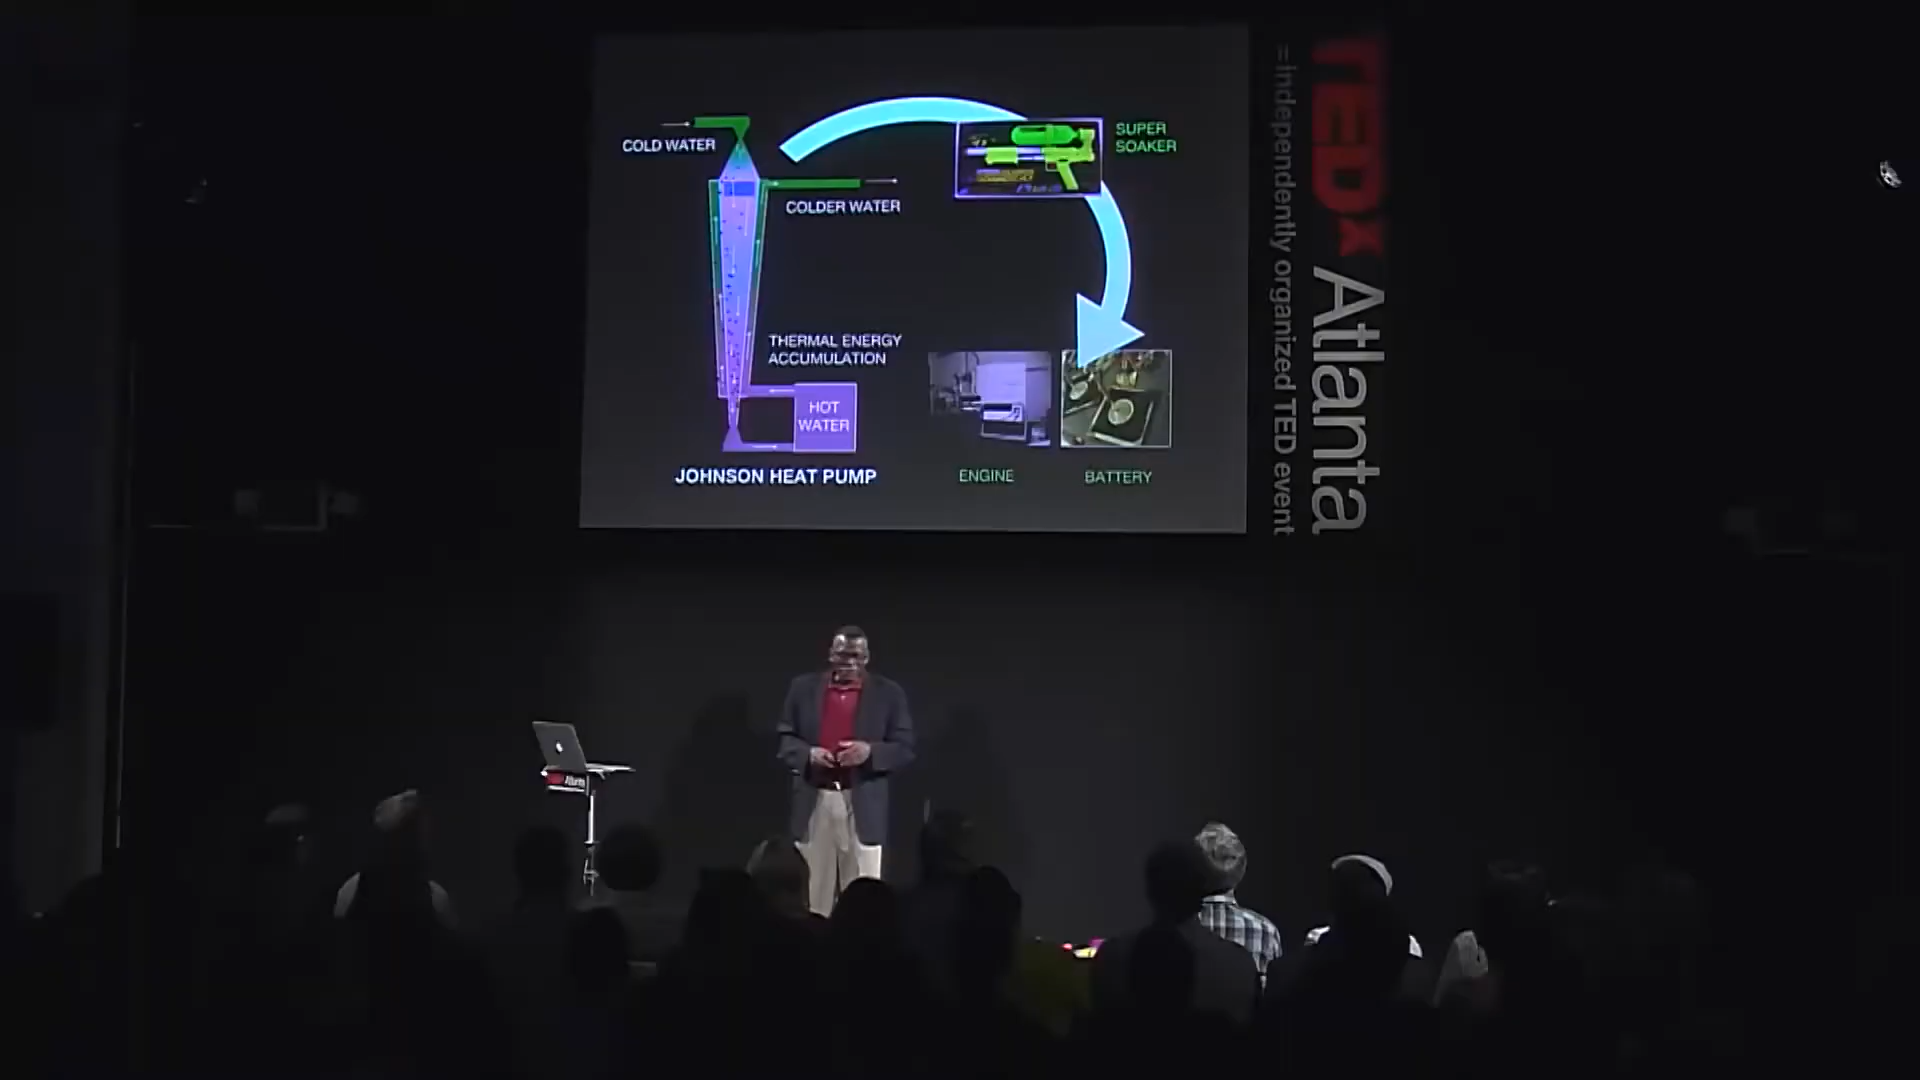 COLD WATER
COLDER WATER
SUPER
SOAKER
THERMAL ENERGY
ACCUMULATION
HOT
WATER
JOHNSON HEAT PUMP
ENGINE
BATTERY
TEDx Atlanta
=independently organized TED event